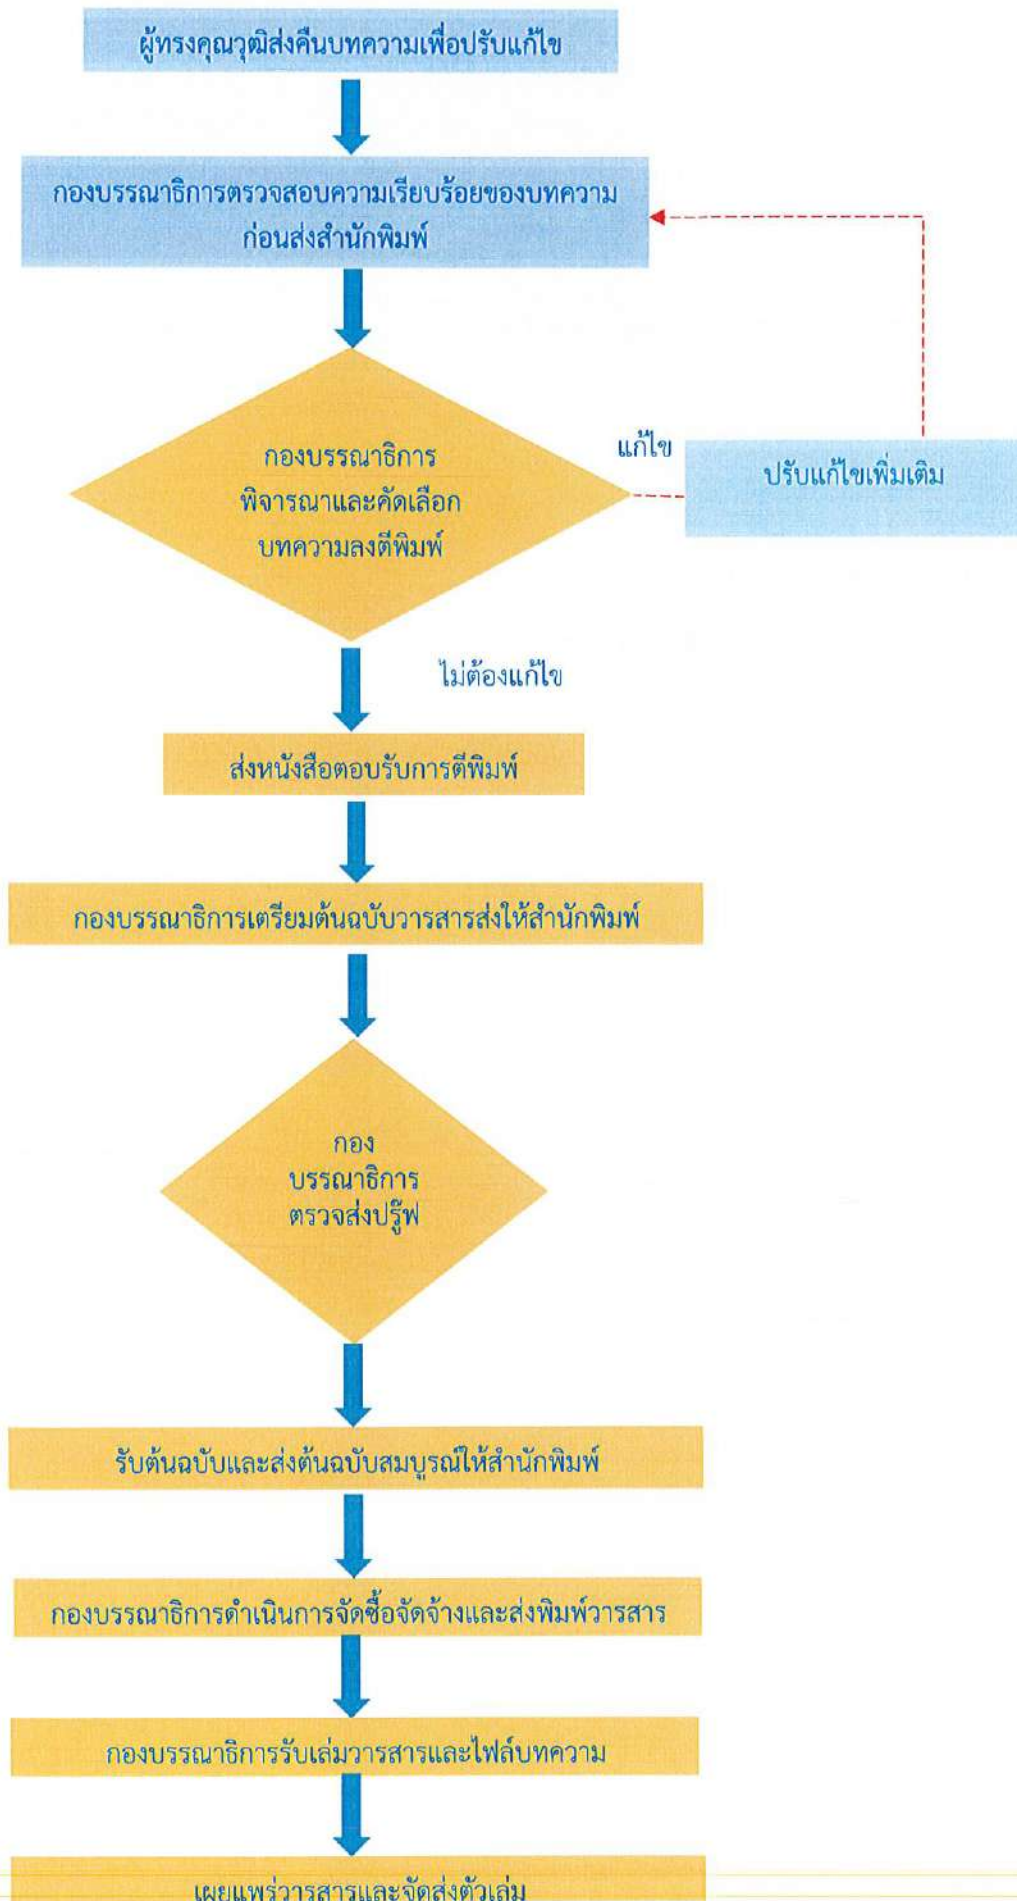 ผู้ทรงคุณวุฒิส่งคืนบทความเพื่อปรับแก้ไข
กองบรรณาธิการตรวจสอบความเรียบร้อยของบทความ
ก่อนส่งสำนักพิมพ์
กองบรรณาธิการ
พิจารณาและคัดเลือก
บทความลงตีพิมพ์
แก้ไข
ปรับแก้ไขเพิ่มเติม
ไม่ต้องแก้ไข
ส่งหนังสือตอบรับการตีพิมพ์
กองบรรณาธิการเตรียมต้นฉบับวารสารส่งให้สำนักพิมพ์
กอง
บรรณาธิการ
ตรวจส่งปรู๊ฟ
รับต้นฉบับและส่งต้นฉบับสมบูรณ์ให้สำนักพิมพ์
กองบรรณาธิการดำเนินการจัดซื้อจัดจ้างและส่งพิมพ์วารสาร
กองบรรณาธิการรับเล่มวารสารและไฟล์บทความ
เผยแพร่วารสารและจัดส่งตัวเล่ม